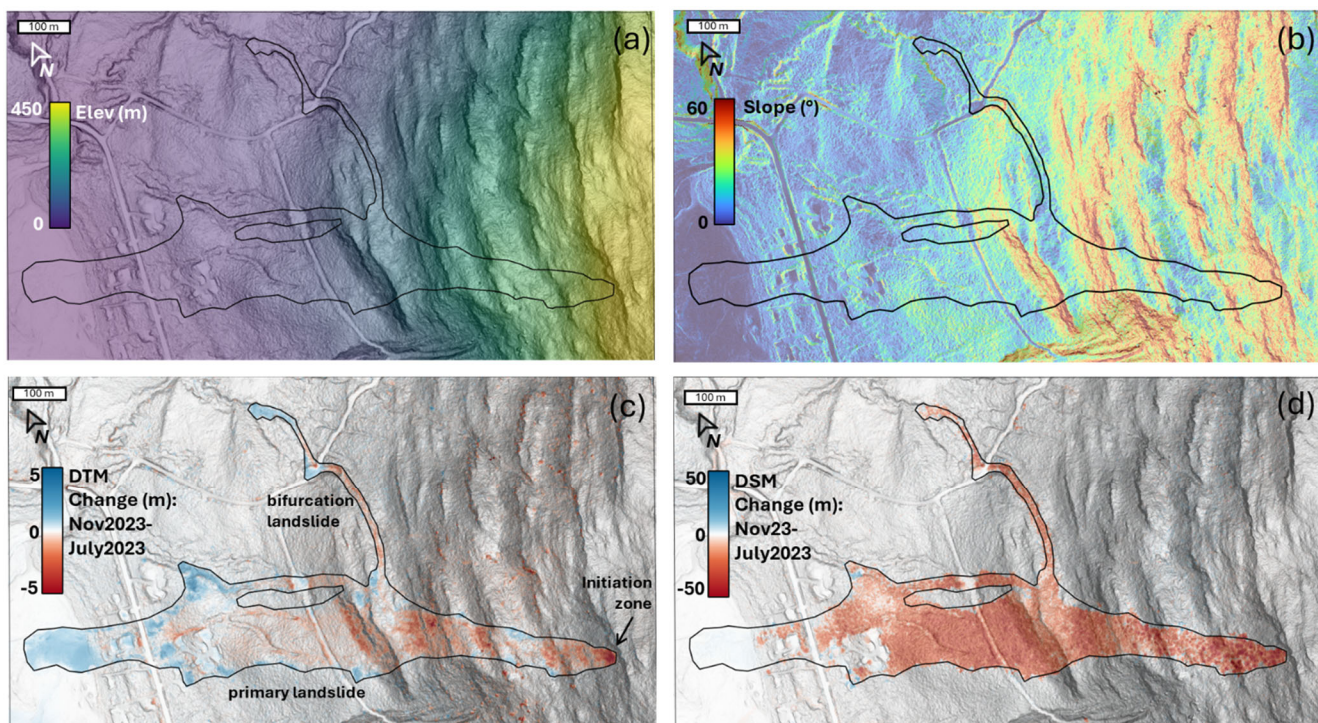 100 m
(a)
N
450
Elev (m)
0
100 m
(b)
N
60
Slope (°)
0
100 m
(c)
N
5
DTM
Change (m):
0
Nov2023-
July2023
-5
bifurcation
landslide
Initiation
zone
primary landslide
100 m
(d)
N
50
DSM
Change (m):
0
Nov23-
July2023
-50